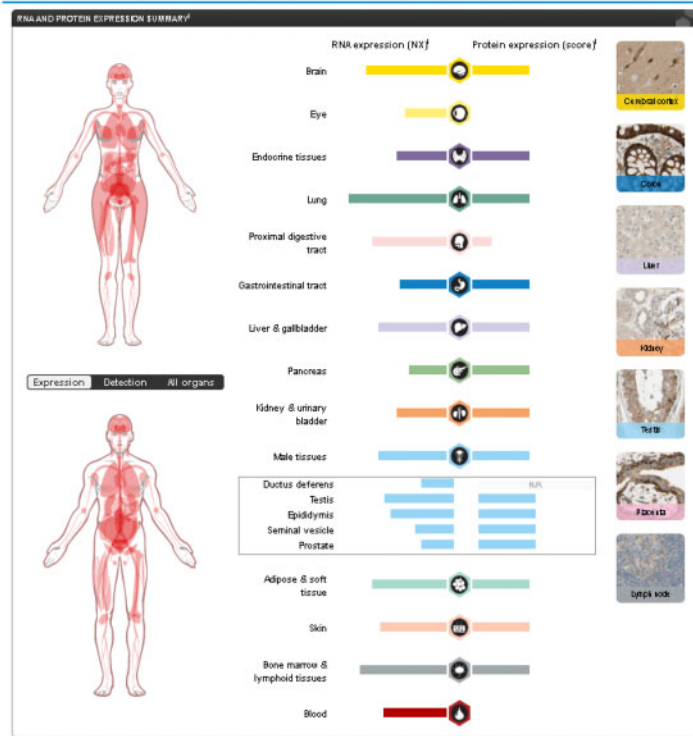 RNA AND PROTEIN EXPRESSION SUMMARYⁱ
RNA expression (NX)ⁱ
Protein expression (score)ⁱ
Brain
Eye
Endocrine tissues
Lung
Proximal digestive
tract
Gastrointestinal tract
Liver & gallbladder
Pancreas
Kidney & urinary
bladder
Male tissues
Ductus deferens
N/A
Testis
Epididymis
Seminal vesicle
Prostate
Adipose & soft
tissue
Skin
Bone marrow &
lymphoid tissues
Blood
Expression
Detection
All organs
Cerebral cortex
Colon
Liver
Kidney
Testis
Placenta
Lymph node